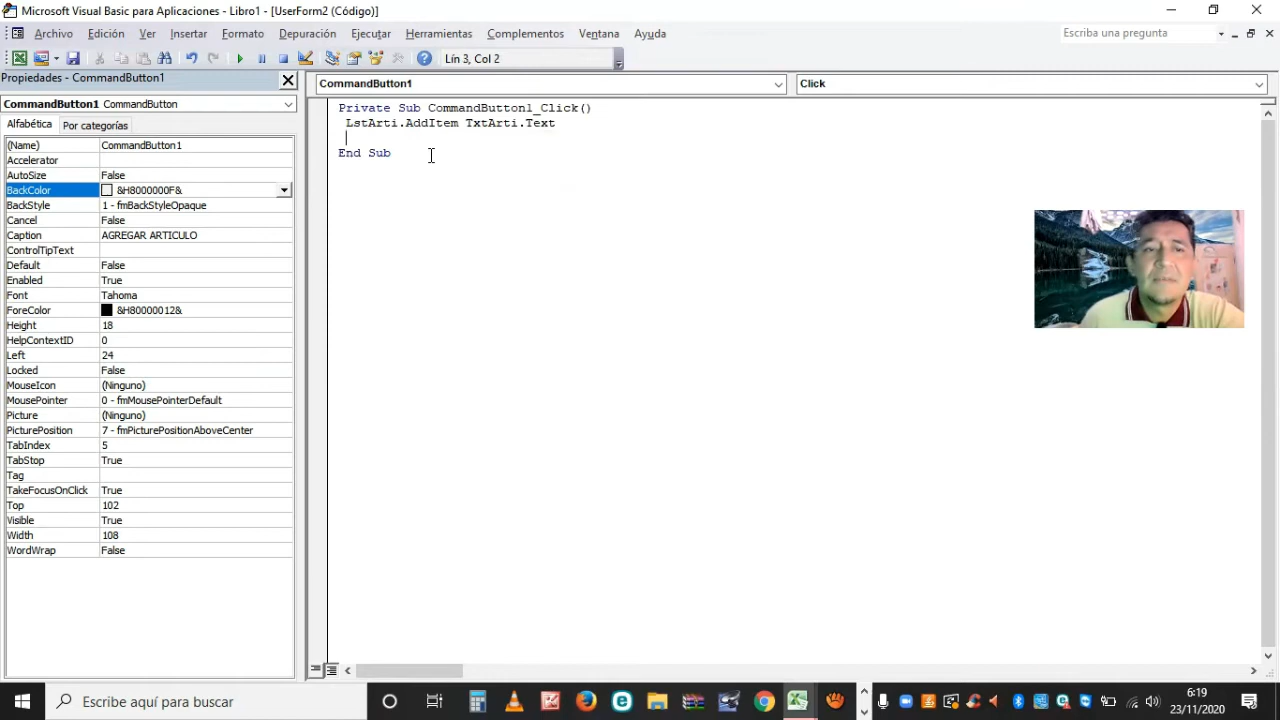 Microsoft Visual Basic para Aplicaciones - Libro1 - [UserForm2 (Código)]
Archivo Edición Ver Insertar Formato Depuración Ejecutar Herramientas Complementos Ventana Ayuda
Escriba una pregunta
Lín 3, Col 2
Propiedades - CommandButton1
CommandButton1 CommandButton
Alfabética Por categorías
(Name) CommandButton1
Accelerator
AutoSize False
BackColor &H8000000F&
BackStyle 1 - fmBackStyleOpaque
Cancel False
Caption AGREGAR ARTICULO
ControlTipText
Default False
Enabled True
Font Tahoma
ForeColor &H80000012&
Height 18
HelpContextID 0
Left 24
Locked False
MouseIcon (Ninguno)
MousePointer 0 - fmMousePointerDefault
Picture (Ninguno)
PicturePosition 7 - fmPicturePositionAboveCenter
TabIndex 5
TabStop True
Tag
TakeFocusOnClick True
Top 102
Visible True
Width 108
WordWrap False
CommandButton1
Click
Private Sub CommandButton1_Click()
LstArti.AddItem TxtArti.Text
End Sub
Escribe aquí para buscar
6:19
23/11/2020